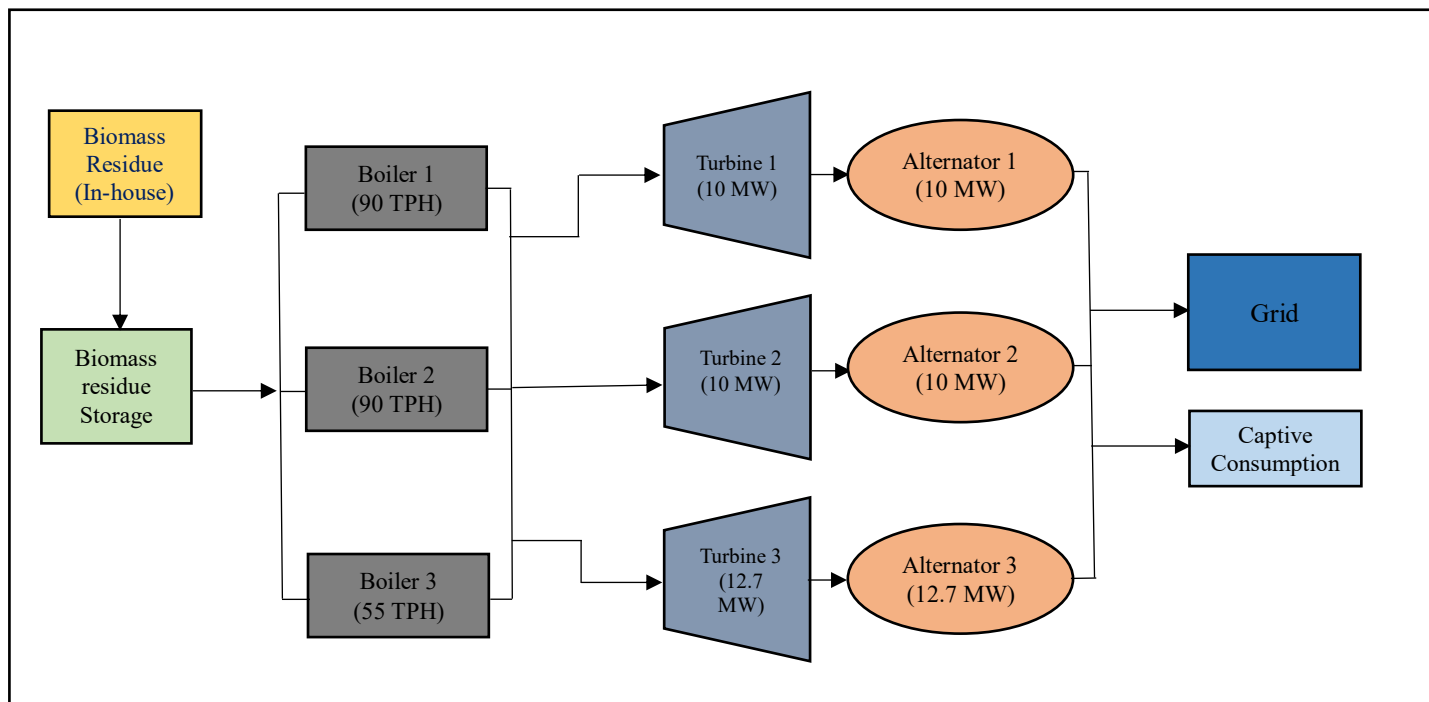 Biomass
Residue
(In-house)
Biomass
residue
Storage
Boiler 1
(90 TPH)
Boiler 2
(90 TPH)
Boiler 3
(55 TPH)
Turbine 1
(10 MW)
Turbine 2
(10 MW)
Turbine 3
(12.7
MW)
Alternator 1
(10 MW)
Alternator 2
(10 MW)
Alternator 3
(12.7 MW)
Grid
Captive
Consumption